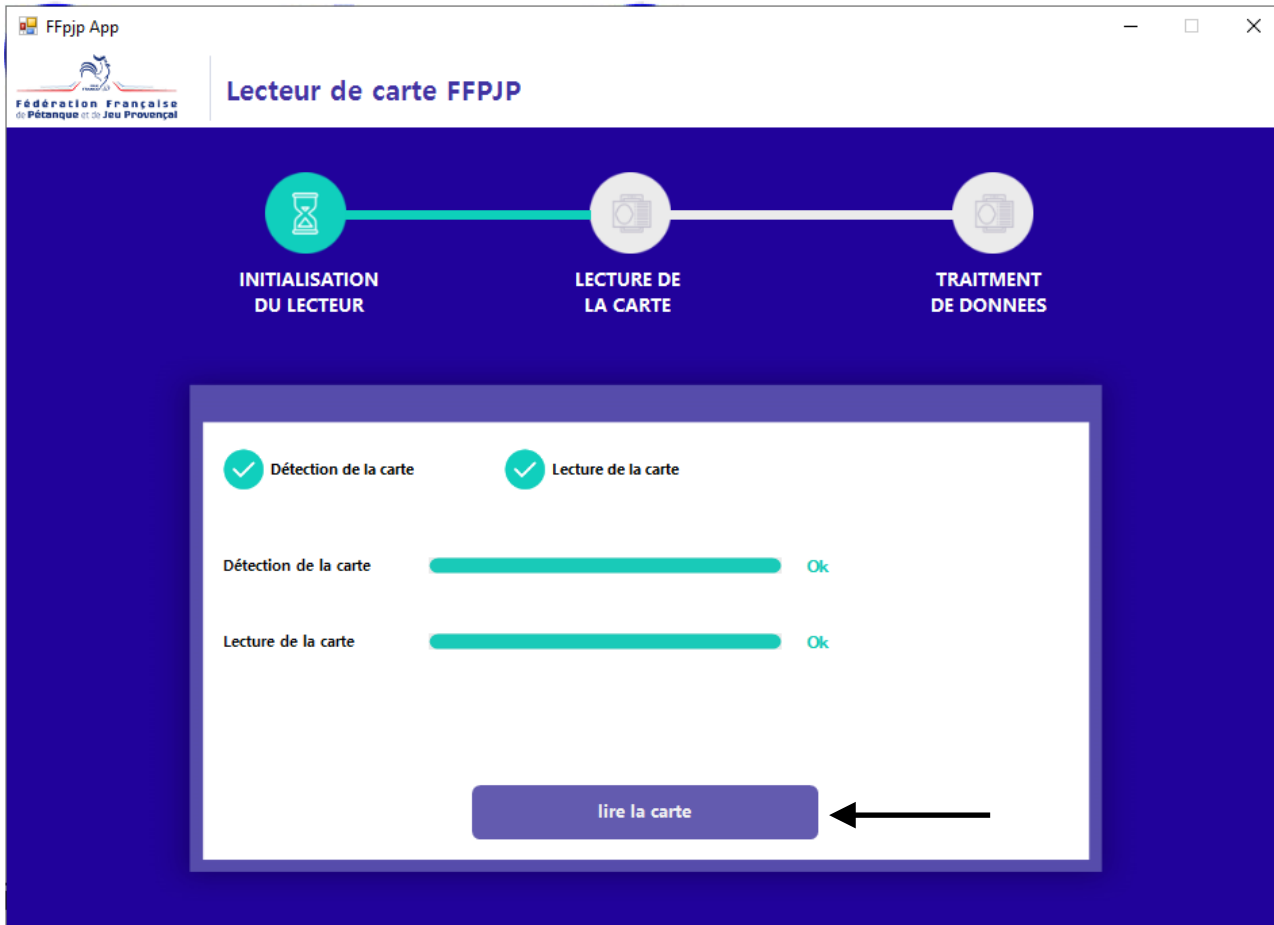 FFpjp App
Fédération Française
de Pétanque et de Jeu Provençal
Lecteur de carte FFPJP
INITIALISATION
DU LECTEUR
LECTURE DE
LA CARTE
TRAITMENT
DE DONNEES
Détection de la carte
Lecture de la carte
Détection de la carte Ok
Lecture de la carte Ok
lire la carte